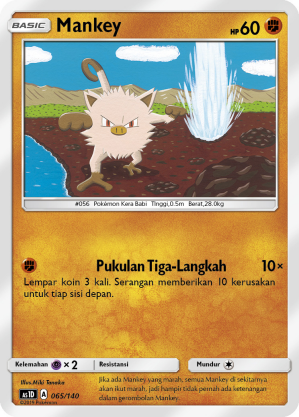 BASIC Mankey HP60
#056 Pokémon Kera Babi Tinggi,0.5m Berat,28.0kg
Pukulan Tiga-Langkah 10×
Lempar koin 3 kali. Serangan memberikan 10 kerusakan
untuk tiap sisi depan.
Kelemahan ×2 Resistansi Mundur
Illus.Miki Tanaka
AS1D A 065/140
Jika ada Mankey yang marah, semua Mankey di sekitarnya
akan ikut marah, jadi hampir tidak pernah ada ketenangan
dalam kehidupannya.